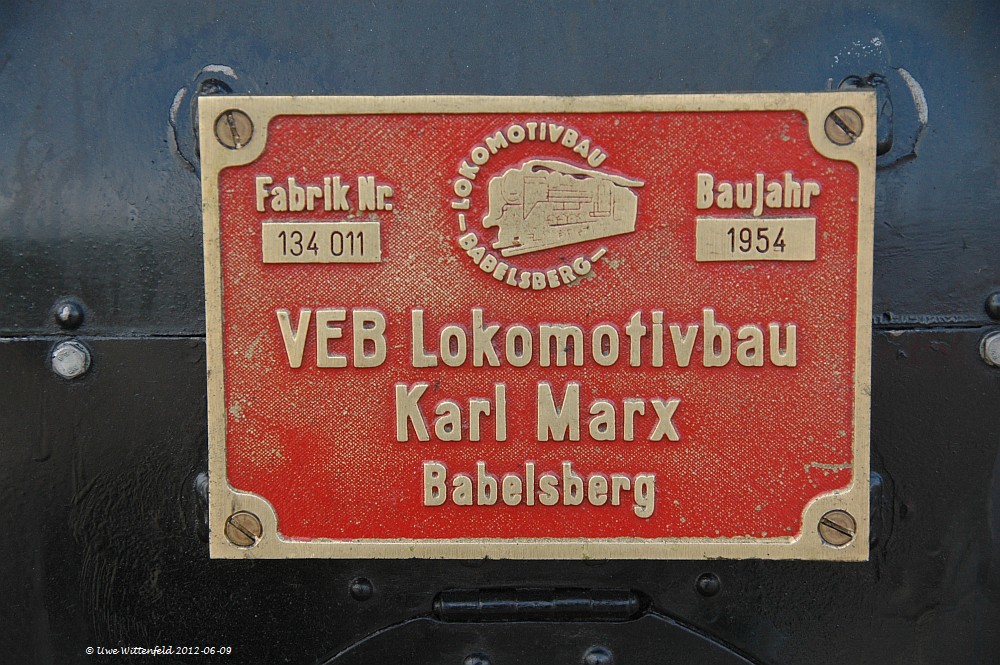 LOKOMOTIVBAU
BABELSBERG
Fabrik Nr.
134 011
Baujahr
1954
VEB Lokomotivbau
Karl Marx
Babelsberg
© Uwe Wittenfeld 2012-06-09